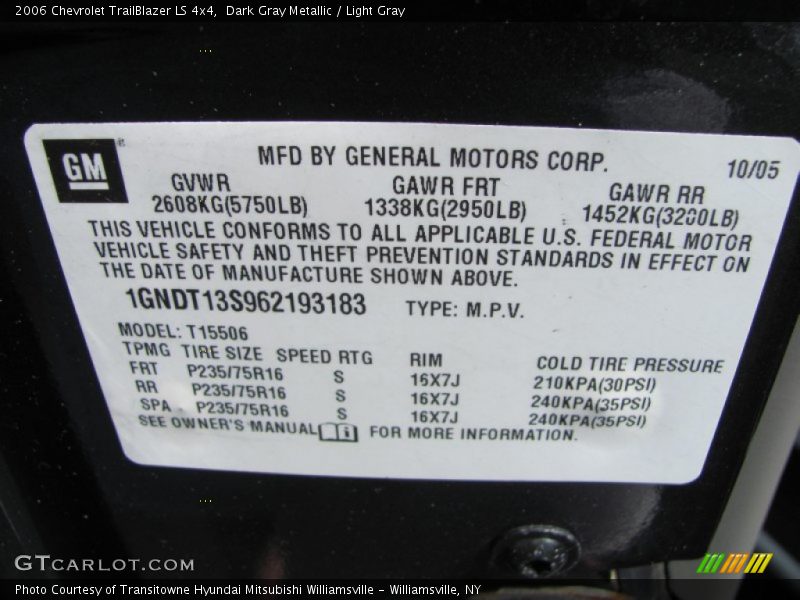 2006 Chevrolet TrailBlazer LS 4x4, Dark Gray Metallic / Light Gray
GM
MFD BY GENERAL MOTORS CORP.
10/05
GVWR GAWR FRT GAWR RR
2608KG(5750LB) 1338KG(2950LB) 1452KG(3200LB)
THIS VEHICLE CONFORMS TO ALL APPLICABLE U.S. FEDERAL MOTOR
VEHICLE SAFETY AND THEFT PREVENTION STANDARDS IN EFFECT ON
THE DATE OF MANUFACTURE SHOWN ABOVE.
1GNDT13S962193183 TYPE: M.P.V.
MODEL: T15506
TPMG TIRE SIZE SPEED RTG RIM COLD TIRE PRESSURE
FRT P235/75R16 S 16X7J 210KPA(30PSI)
RR P235/75R16 S 16X7J 240KPA(35PSI)
SPA P235/75R16 S 16X7J 240KPA(35PSI)
SEE OWNER'S MANUAL FOR MORE INFORMATION.
GTCARLOT.COM
Photo Courtesy of Transitowne Hyundai Mitsubishi Williamsville - Williamsville, NY